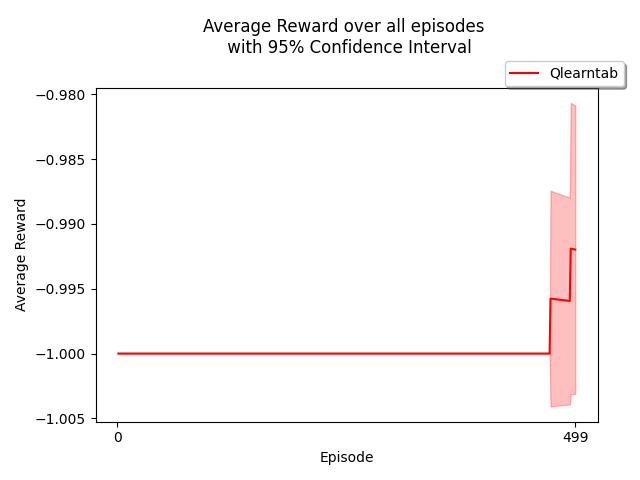 Average Reward over all episodes
with 95% Confidence Interval
Qlearntab
−0.980
−0.985
−0.990
−0.995
−1.000
−1.005
Average Reward
0
499
Episode